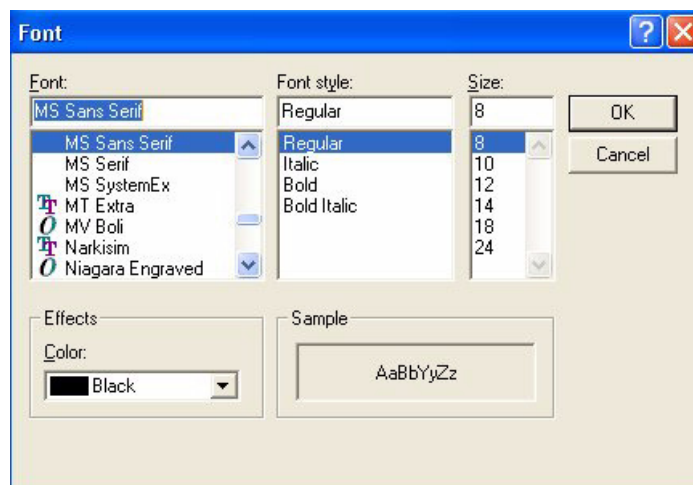 Font
Font:
MS Sans Serif
MS Sans Serif
MS Serif
MS SystemEx
MT Extra
MV Boli
Narkisim
Niagara Engraved
Font style:
Regular
Regular
Italic
Bold
Bold Italic
Size:
8
8
10
12
14
18
24
OK
Cancel
Effects
Color:
Black
Sample
AaBbYyZz